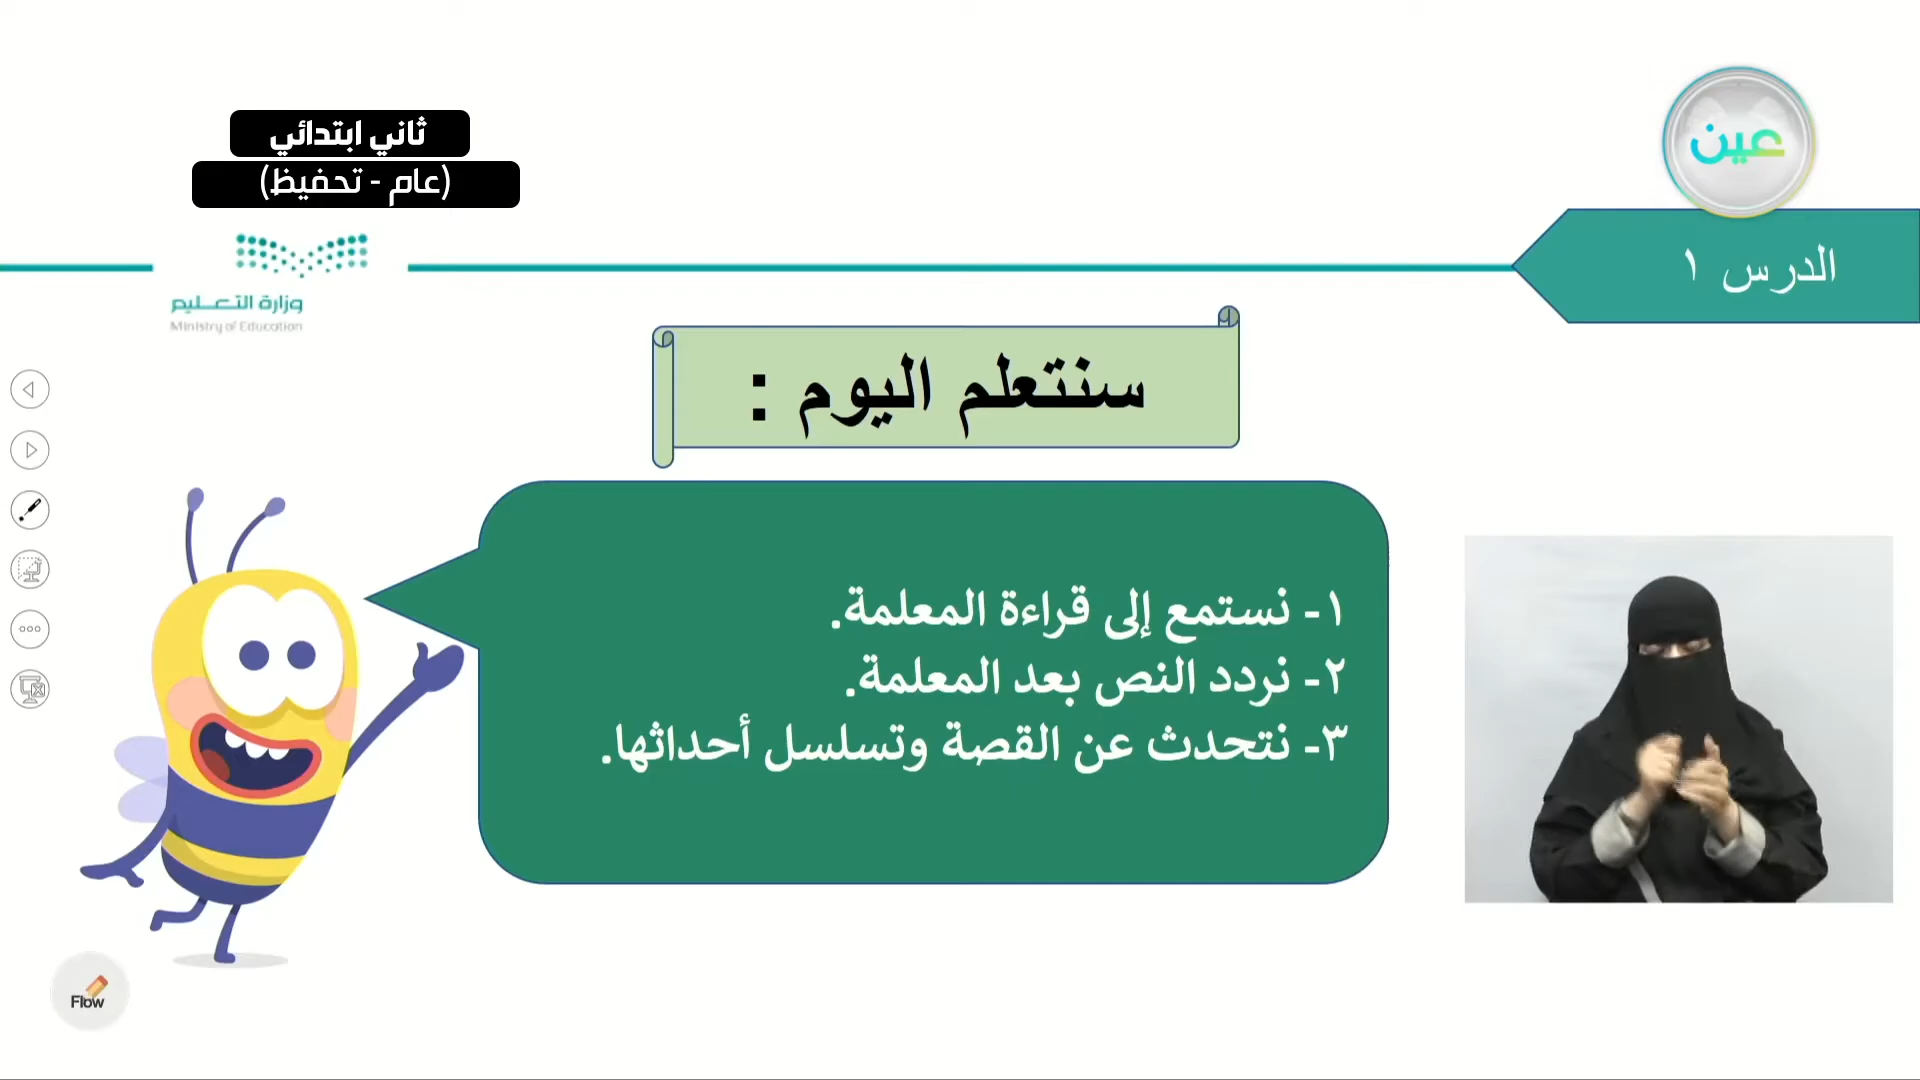 ثاني ابتدائي
(عام - تحفيظ)
عين
الدرس ١
وزارة التعليم
Ministry of Education
سنتعلم اليوم :
١- نستمع إلى قراءة المعلمة.
٢- نردد النص بعد المعلمة.
٣- نتحدث عن القصة وتسلسل أحداثها.
Flow